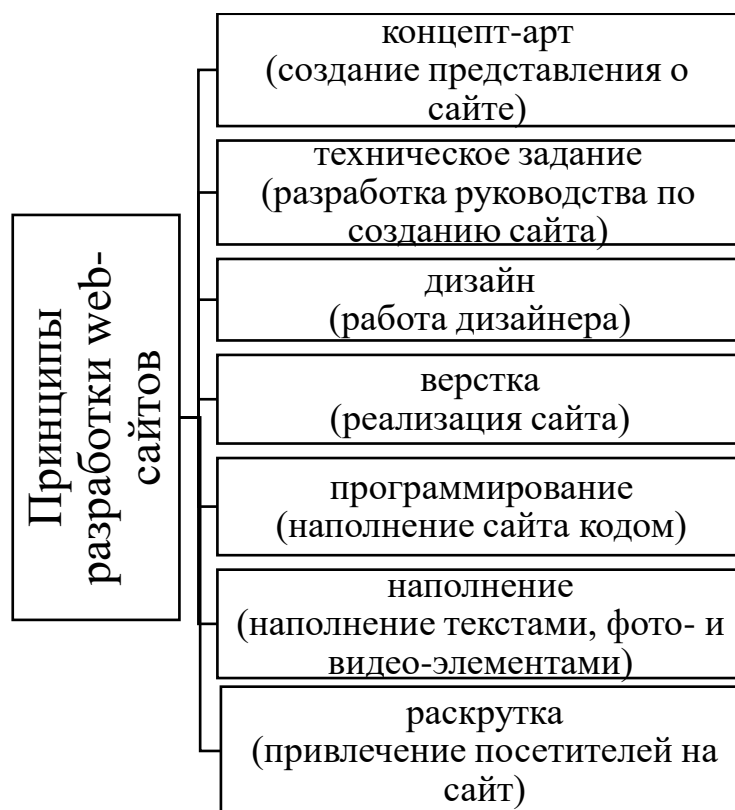 Принципы
разработки web-
сайтов
концепт-арт
(создание представления о
сайте)
техническое задание
(разработка руководства по
созданию сайта)
дизайн
(работа дизайнера)
верстка
(реализация сайта)
программирование
(наполнение сайта кодом)
наполнение
(наполнение текстами, фото- и
видео-элементами)
раскрутка
(привлечение посетителей на
сайт)